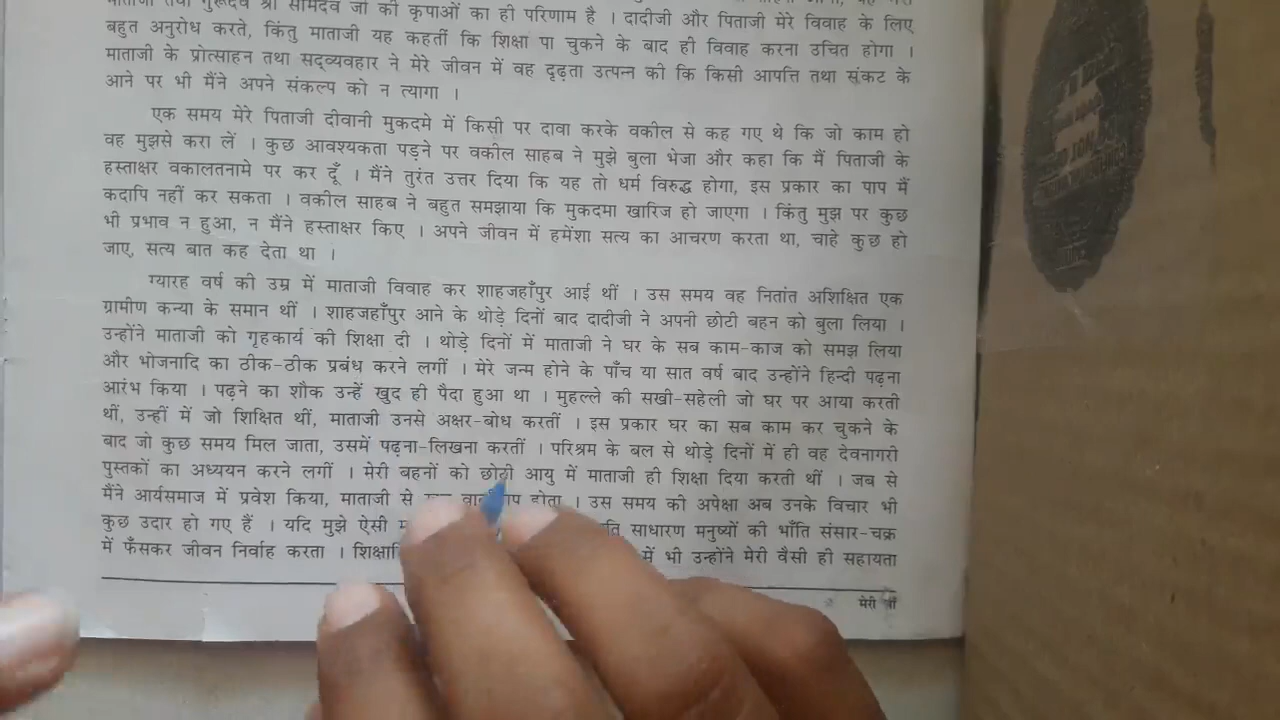 माताजी तथा गुरूदेव श्री सोमदेव जी की कृपाओं का ही परिणाम है । दादीजी और पिताजी मेरे विवाह के लिए
बहुत अनुरोध करते, किंतु माताजी यह कहतीं कि शिक्षा पा चुकने के बाद ही विवाह करना उचित होगा ।
माताजी के प्रोत्साहन तथा सद्व्यवहार ने मेरे जीवन में वह दृढ़ता उत्पन्न की कि किसी आपत्ति तथा संकट के
आने पर भी मैंने अपने संकल्प को न त्यागा ।
एक समय मेरे पिताजी दीवानी मुकदमे में किसी पर दावा करके वकील से कह गए थे कि जो काम हो
वह मुझसे करा लें । कुछ आवश्यकता पड़ने पर वकील साहब ने मुझे बुला भेजा और कहा कि मैं पिताजी के
हस्ताक्षर वकालतनामे पर कर दूँ । मैंने तुरंत उत्तर दिया कि यह तो धर्म विरुद्ध होगा, इस प्रकार का पाप मैं
कदापि नहीं कर सकता । वकील साहब ने बहुत समझाया कि मुकदमा खारिज हो जाएगा । किंतु मुझ पर कुछ
भी प्रभाव न हुआ, न मैंने हस्ताक्षर किए । अपने जीवन में हमेंशा सत्य का आचरण करता था, चाहे कुछ हो
जाए, सत्य बात कह देता था ।
ग्यारह वर्ष की उम्र में माताजी विवाह कर शाहजहाँपुर आई थीं । उस समय वह नितांत अशिक्षित एक
ग्रामीण कन्या के समान थीं । शाहजहाँपुर आने के थोड़े दिनों बाद दादीजी ने अपनी छोटी बहन को बुला लिया ।
उन्होंने माताजी को गृहकार्य की शिक्षा दी । थोड़े दिनों में माताजी ने घर के सब काम-काज को समझ लिया
और भोजनादि का ठीक-ठीक प्रबंध करने लगीं । मेरे जन्म होने के पाँच या सात वर्ष बाद उन्होंने हिन्दी पढ़ना
आरंभ किया । पढ़ने का शौक उन्हें खुद ही पैदा हुआ था । मुहल्ले की सखी-सहेली जो घर पर आया करती
थीं, उन्हीं में जो शिक्षित थीं, माताजी उनसे अक्षर-बोध करतीं । इस प्रकार घर का सब काम कर चुकने के
बाद जो कुछ समय मिल जाता, उसमें पढ़ना-लिखना करतीं । परिश्रम के बल से थोड़े दिनों में ही वह देवनागरी
पुस्तकों का अध्ययन करने लगीं । मेरी बहनों को छोटी आयु में माताजी ही शिक्षा दिया करती थीं । जब से
मैंने आर्यसमाज में प्रवेश किया, माताजी से होता । उस समय की अपेक्षा अब उनके विचार भी
कुछ उदार हो गए हैं । यदि मुझे ऐसी साधारण मनुष्यों की भाँति संसार-चक्र
में फँसकर जीवन निर्वाह करता । में भी उन्होंने मेरी वैसी ही सहायता
मेरी माँ